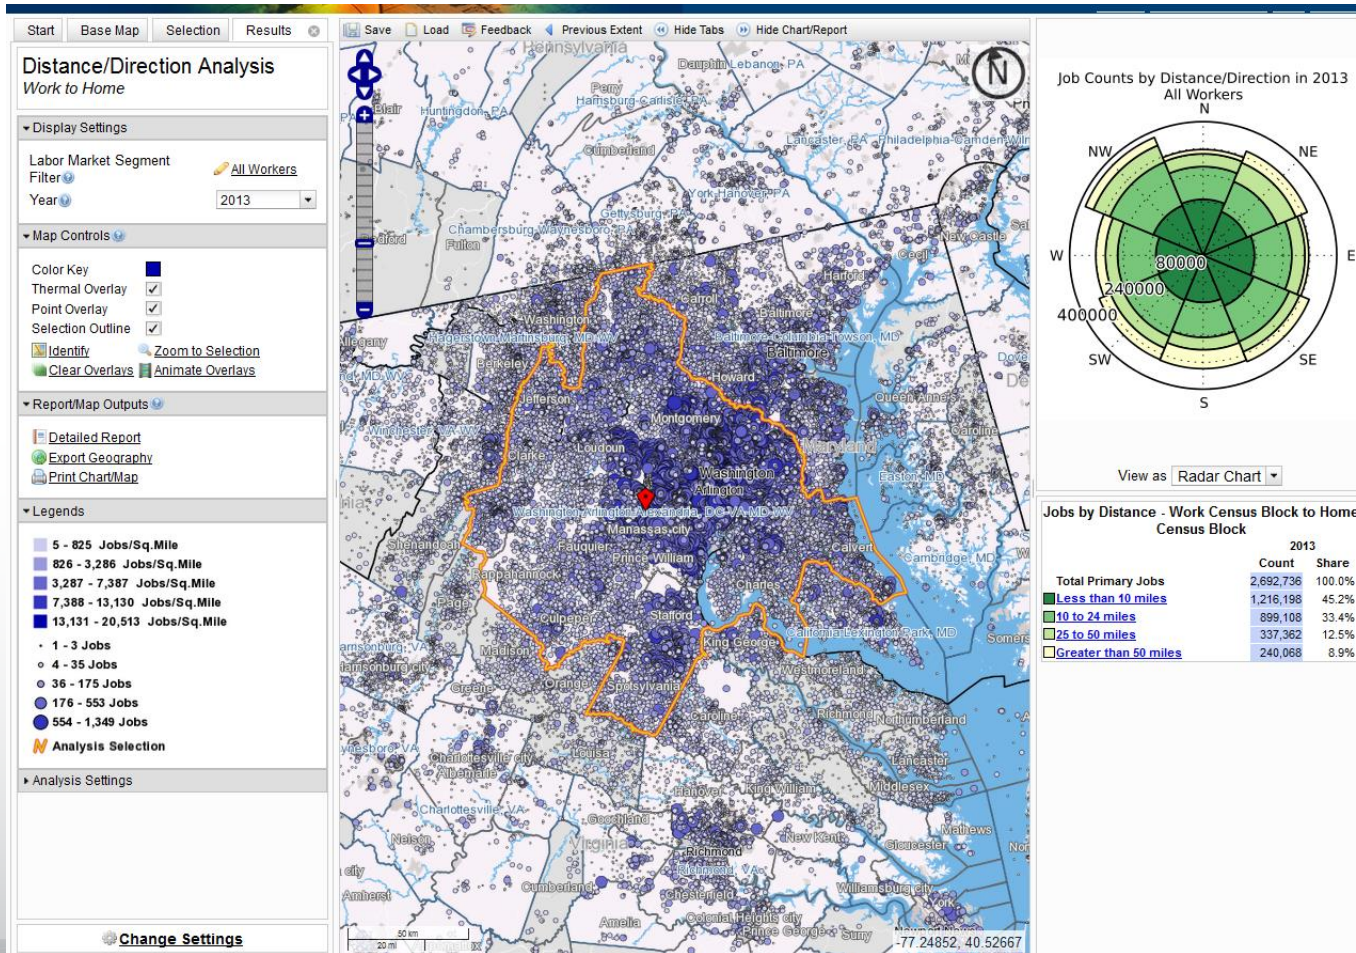 Start
Base Map
Selection
Results
Save
Load
Feedback
Previous Extent
Hide Tabs
Hide Chart/Report
Distance/Direction Analysis
Work to Home
Display Settings
Labor Market Segment
Filter
All Workers
Year
2013
Map Controls
Color Key
Thermal Overlay
Point Overlay
Selection Outline
Identify
Zoom to Selection
Clear Overlays
Animate Overlays
Report/Map Outputs
Detailed Report
Export Geography
Print Chart/Map
Legends
5 - 825 Jobs/Sq.Mile
826 - 3,286 Jobs/Sq.Mile
3,287 - 7,387 Jobs/Sq.Mile
7,388 - 13,130 Jobs/Sq.Mile
13,131 - 20,513 Jobs/Sq.Mile
1 - 3 Jobs
4 - 35 Jobs
36 - 175 Jobs
176 - 553 Jobs
554 - 1,349 Jobs
Analysis Selection
Analysis Settings
Change Settings
Pennsylvania
Dauphin
Lebanon, PA
N
Perry
Harrisburg-Carlisle, PA
Blair
Huntingdon, PA
Lancaster, PA
Philadelphia-Camden-Wilm
Cumberland
York-Hanover, PA
Gettysburg, PA
Chambersburg-Waynesboro, PA
Fulton
New Castle
Cecil
Harford
Carroll
Washington
Baltimore
Allegany
Hagerstown-Martinsburg, MD-WV
Baltimore-Columbia-Towson, MD
Baltimore
Berkeley
Howard
Jefferson
Queen Anne's
Montgomery
Winchester, VA-WV
Caroline
Loudoun
Clarke
Maryland
Washington
Arlington
Easton, MD
Washington-Arlington-Alexandria, DC-VA-MD-WV
Manassas city
Shenandoah
Fauquier
Prince William
Calvert
Cambridge, MD
Rappahannock
Charles
Page
Stafford
Culpeper
California-Lexington Park, MD
King George
Madison
Westmoreland
Greene
Orange
Spotsylvania
Caroline
Richmond
Northumberland
Louisa
Charlottesville city
Albemarle
Lancaster
Hanover
King William
Middlesex
Charlottesville, VA
Goochland
Mathews
New Kent
Nelson
Virginia
Gloucester
Richmond
Richmond, VA
Cumberland
Williamsburg city
Amherst
Chesterfield
York
Amelia
Colonial Heights city
Prince George
Surry
50 km
20 mi
-77.24852, 40.52667
Job Counts by Distance/Direction in 2013
All Workers
N
NW
NE
W
E
80000
240000
400000
SW
SE
S
View as
Radar Chart
Jobs by Distance - Work Census Block to Home
Census Block
2013
Count Share
Total Primary Jobs 2,692,736 100.0%
Less than 10 miles 1,216,198 45.2%
10 to 24 miles 899,108 33.4%
25 to 50 miles 337,362 12.5%
Greater than 50 miles 240,068 8.9%